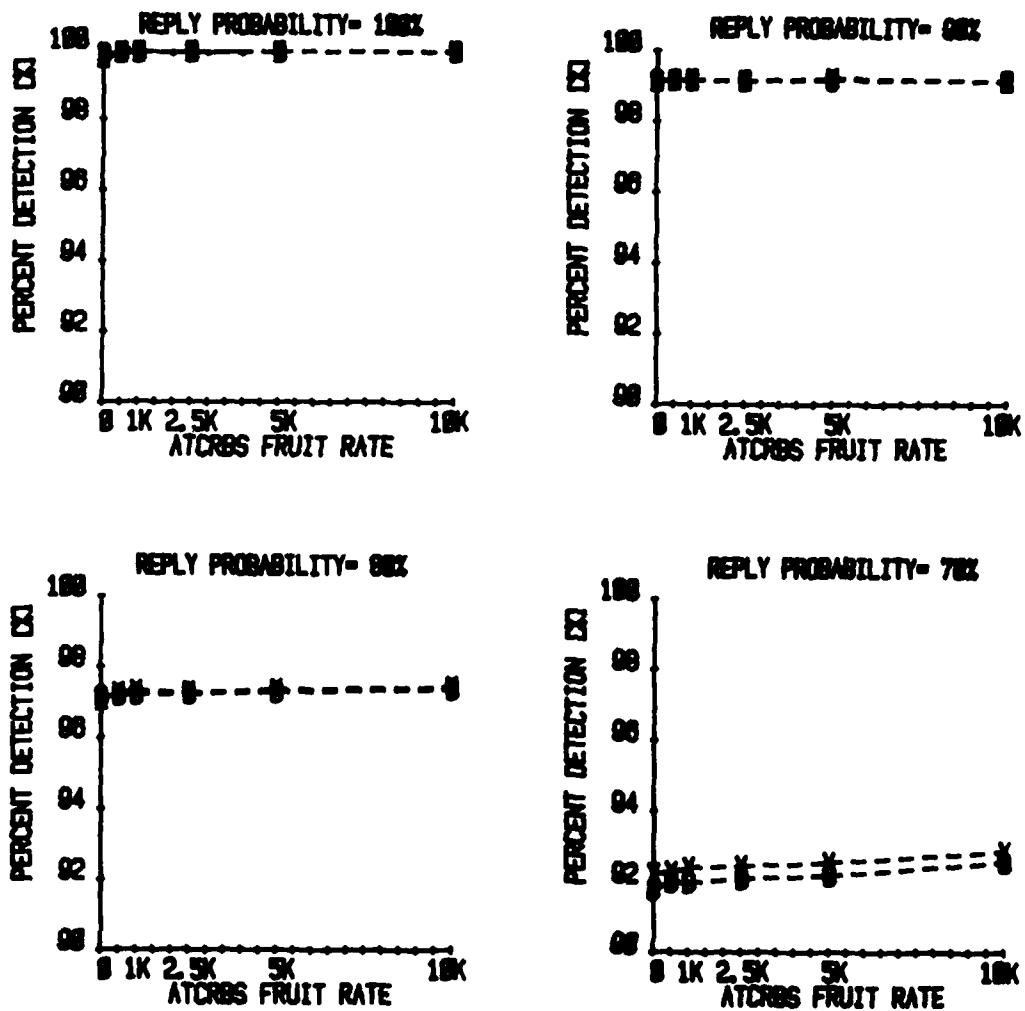 REPLY PROBABILITY= 100%
100
98
96
94
92
90
PERCENT DETECTION [%]
0 1K 2.5K 5K 10K
ATCRBS FRUIT RATE
REPLY PROBABILITY= 90%
100
98
96
94
92
90
PERCENT DETECTION [%]
0 1K 2.5K 5K 10K
ATCRBS FRUIT RATE
REPLY PROBABILITY= 80%
100
98
96
94
92
90
PERCENT DETECTION [%]
0 1K 2.5K 5K 10K
ATCRBS FRUIT RATE
REPLY PROBABILITY= 70%
100
98
96
94
92
90
PERCENT DETECTION [%]
0 1K 2.5K 5K 10K
ATCRBS FRUIT RATE